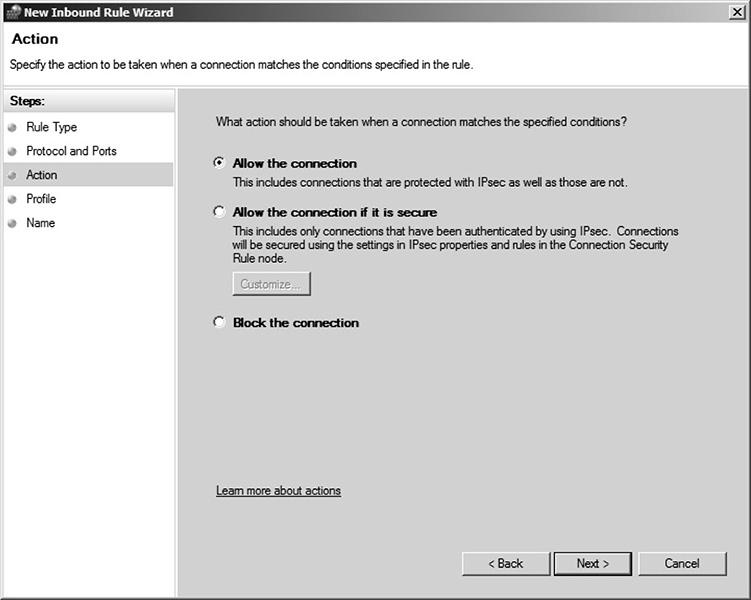 New Inbound Rule Wizard
Action
Specify the action to be taken when a connection matches the conditions specified in the rule.
Steps:
Rule Type
Protocol and Ports
Action
Profile
Name
What action should be taken when a connection matches the specified conditions?
Allow the connection
This includes connections that are protected with IPsec as well as those are not.
Allow the connection if it is secure
This includes only connections that have been authenticated by using IPsec. Connections
will be secured using the settings in IPsec properties and rules in the Connection Security
Rule node.
Customize...
Block the connection
Learn more about actions
< Back
Next >
Cancel